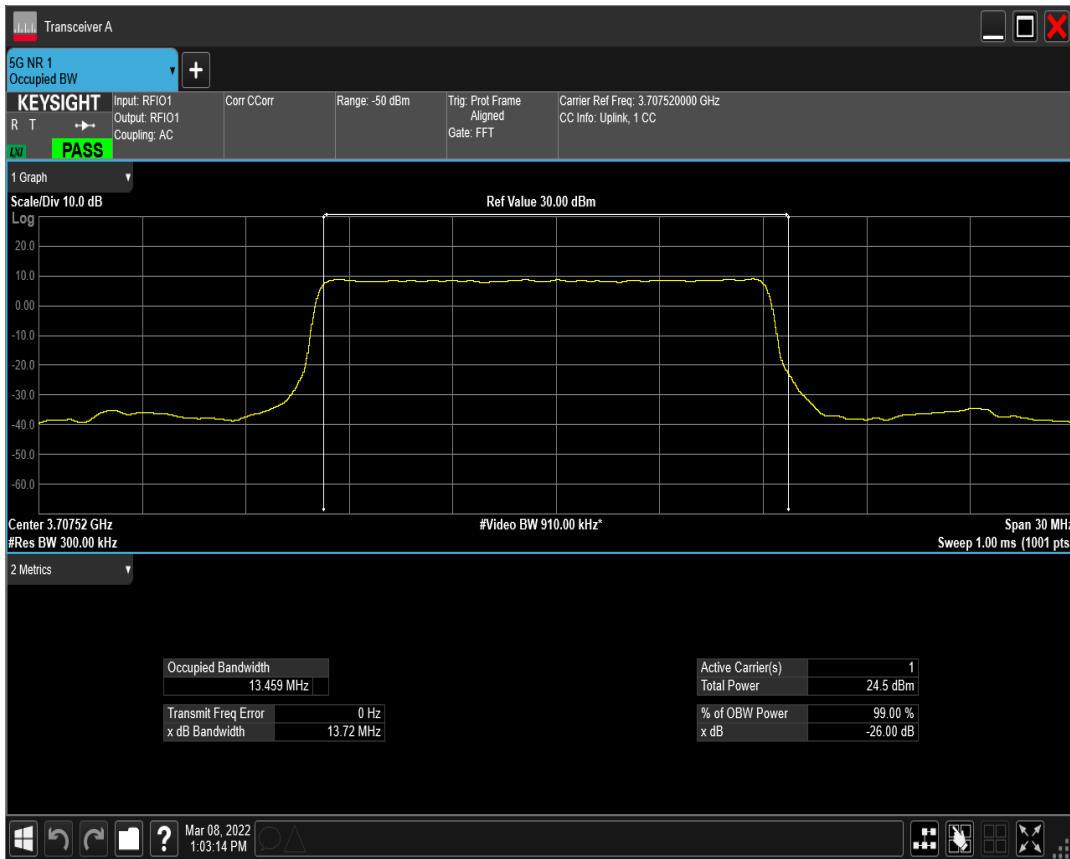 Transceiver A
5G NR 1
Occupied BW
+
KEYSIGHT
R T
LXI
PASS
Input: RFIO1
Output: RFIO1
Coupling: AC
Corr CCorr
Range: -50 dBm
Trig: Prot Frame
Aligned
Gate: FFT
Carrier Ref Freq: 3.707520000 GHz
CC Info: Uplink, 1 CC
1 Graph
Scale/Div 10.0 dB
Ref Value 30.00 dBm
Log
20.0
10.0
0.00
-10.0
-20.0
-30.0
-40.0
-50.0
-60.0
Center 3.70752 GHz
#Video BW 910.00 kHz*
Span 30 MHz
#Res BW 300.00 kHz
Sweep 1.00 ms (1001 pts
2 Metrics
Occupied Bandwidth
13.459 MHz
Transmit Freq Error 0 Hz
x dB Bandwidth 13.72 MHz
Active Carrier(s) 1
Total Power 24.5 dBm
% of OBW Power 99.00 %
x dB -26.00 dB
?
Mar 08, 2022
1:03:14 PM